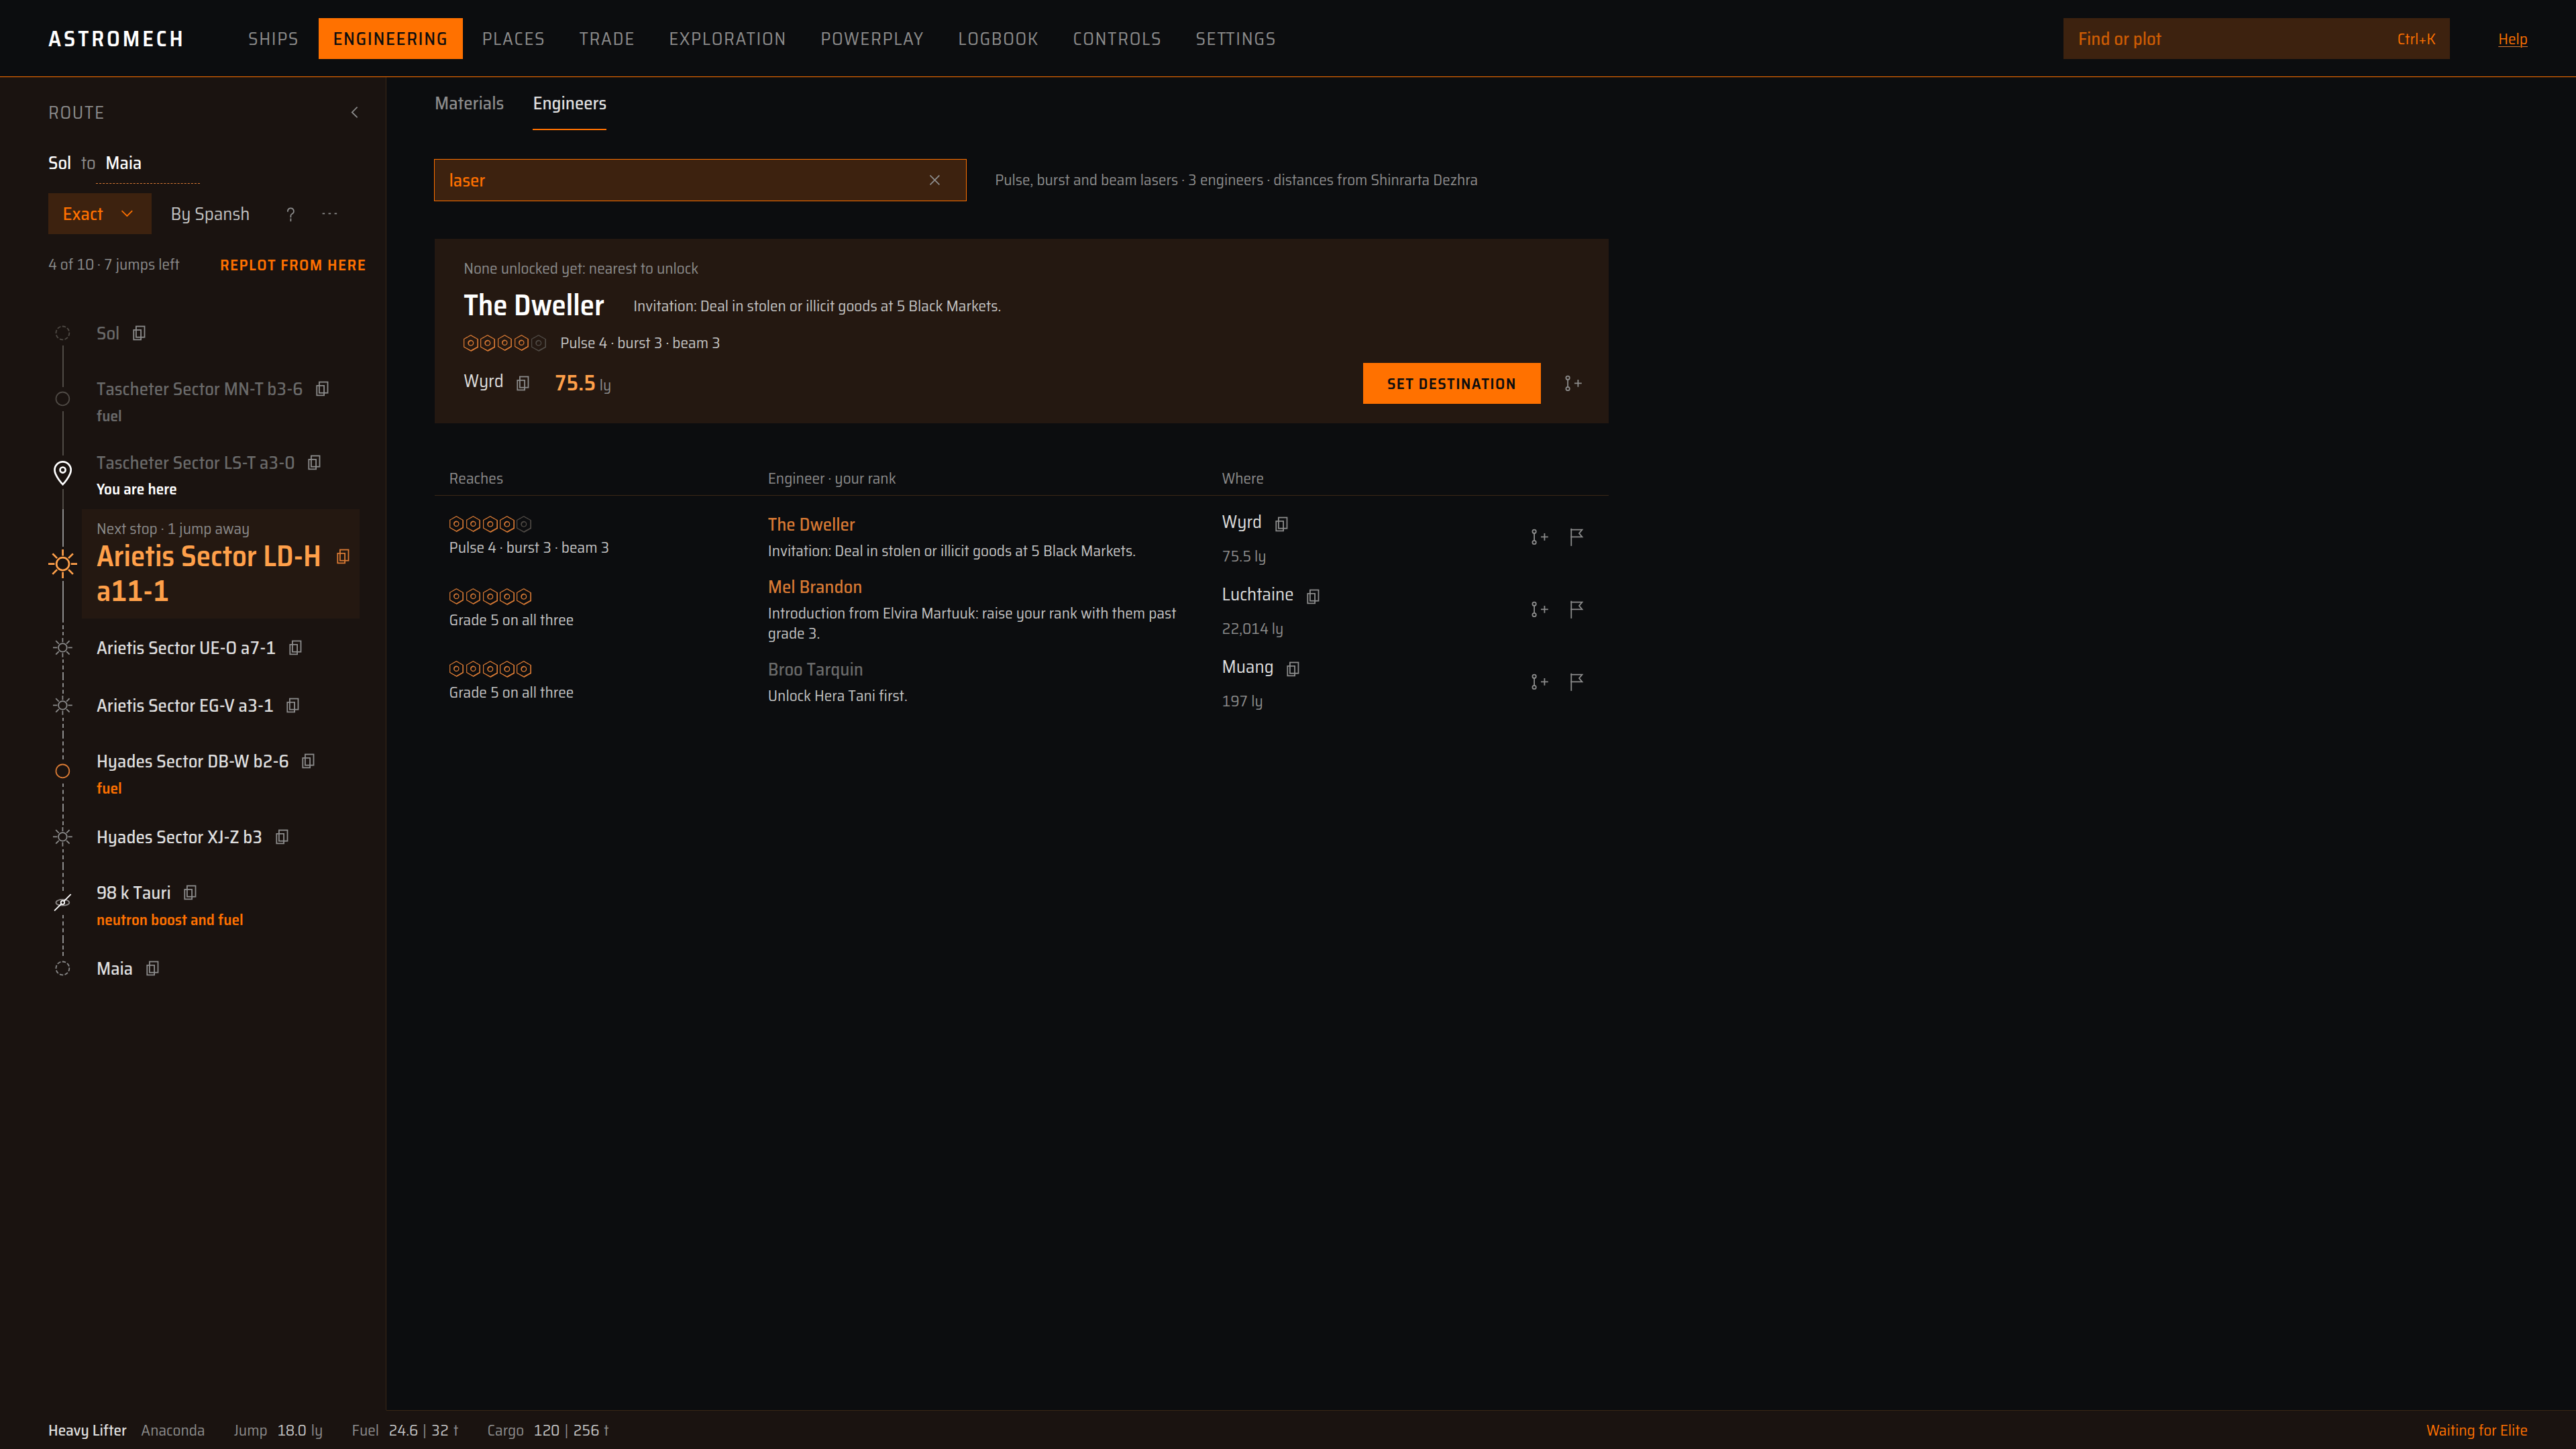 ASTROMECH
SHIPS ENGINEERING PLACES TRADE EXPLORATION POWERPLAY LOGBOOK CONTROLS SETTINGS
Find or plot Ctrl+K
Help
ROUTE
Sol to Maia
Exact By Spansh ? ...
4 of 10 · 7 jumps left REPLOT FROM HERE
Sol
Tascheter Sector MN-T b3-6
fuel
Tascheter Sector LS-T a3-0
You are here
Next stop · 1 jump away
Arietis Sector LD-H
a11-1
Arietis Sector UE-O a7-1
Arietis Sector EG-V a3-1
Hyades Sector DB-W b2-6
fuel
Hyades Sector XJ-Z b3
98 k Tauri
neutron boost and fuel
Maia
Materials Engineers
laser
Pulse, burst and beam lasers · 3 engineers · distances from Shinrarta Dezhra
None unlocked yet: nearest to unlock
The Dweller Invitation: Deal in stolen or illicit goods at 5 Black Markets.
Pulse 4 · burst 3 · beam 3
Wyrd 75.5 ly
SET DESTINATION
Reaches Engineer · your rank Where
The Dweller Wyrd
Pulse 4 · burst 3 · beam 3 Invitation: Deal in stolen or illicit goods at 5 Black Markets. 75.5 ly
Mel Brandon Luchtaine
Grade 5 on all three Introduction from Elvira Martuuk: raise your rank with them past 22,014 ly
grade 3.
Broo Tarquin Muang
Grade 5 on all three Unlock Hera Tani first. 197 ly
Heavy Lifter Anaconda Jump 18.0 ly Fuel 24.6 | 32 t Cargo 120 | 256 t
Waiting for Elite